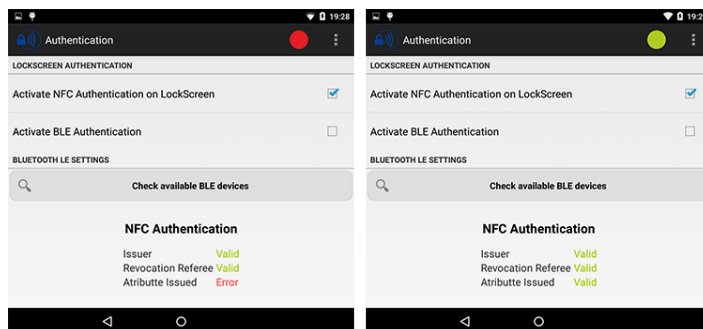 19:28
Authentication
LOCKSCREEN AUTHENTICATION
Activate NFC Authentication on LockScreen
Activate BLE Authentication
BLUETOOTH LE SETTINGS
Check available BLE devices
NFC Authentication
Issuer Valid
Revocation Referee Valid
Atributte Issued Error
19:2
Authentication
LOCKSCREEN AUTHENTICATION
Activate NFC Authentication on LockScreen
Activate BLE Authentication
BLUETOOTH LE SETTINGS
Check available BLE devices
NFC Authentication
Issuer Valid
Revocation Referee Valid
Atributte Issued Valid